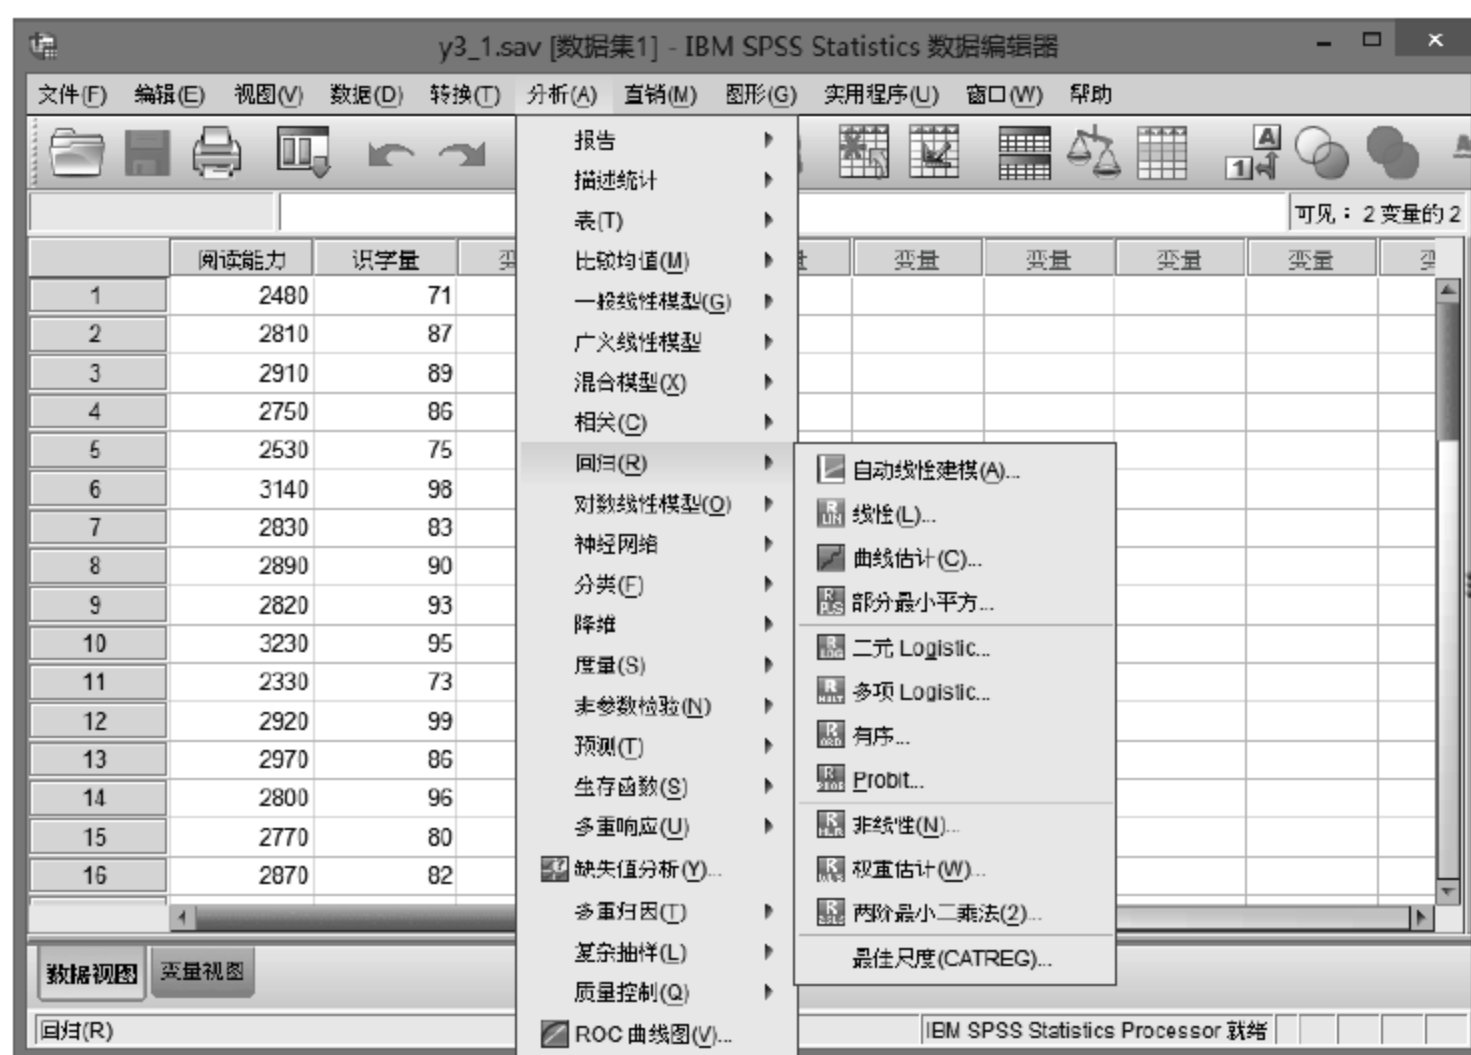 y3_1.sav [数据集1] - IBM SPSS Statistics 数据编辑器
文件(F) 编辑(E) 视图(V) 数据(D) 转换(T) 分析(A) 直销(M) 图形(G) 实用程序(U) 窗口(W) 帮助
可见：2 变量的 2
阅读能力 识学量 变量 变量 变量 变量
1 2480 71
2 2810 87
3 2910 89
4 2750 86
5 2530 75
6 3140 98
7 2830 83
8 2890 90
9 2820 93
10 3230 95
11 2330 73
12 2920 99
13 2970 86
14 2800 96
15 2770 80
16 2870 82
报告
描述统计
表(T)
比较均值(M)
一般线性模型(G)
广义线性模型
混合模型(X)
相关(C)
回归(R)
对数线性模型(O)
神经网络
分类(F)
降维
度量(S)
非参数检验(N)
预测(T)
生存函数(S)
多重响应(U)
缺失值分析(Y)...
多重归因(T)
复杂抽样(L)
质量控制(Q)
ROC 曲线图(V)...
自动线性建模(A)...
线性(L)...
曲线估计(C)...
部分最小平方...
二元 Logistic...
多项 Logistic...
有序...
Probit...
非线性(N)...
权重估计(W)...
两阶最小二乘法(2)...
最佳尺度(CATREG)...
数据视图 变量视图
回归(R) IBM SPSS Statistics Processor 就绪